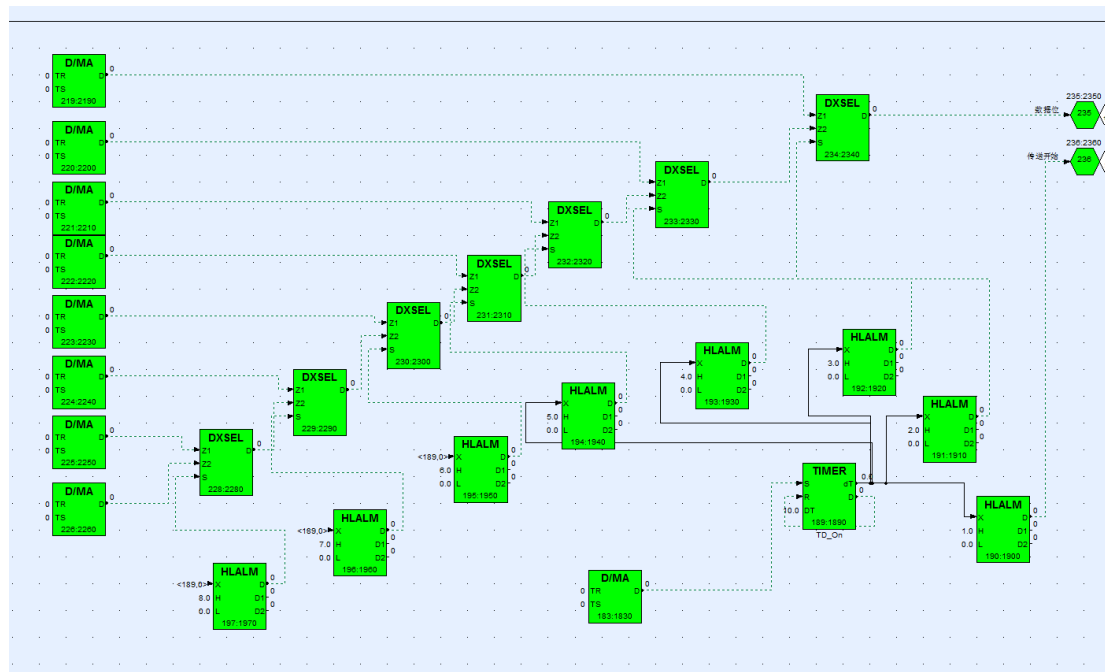 D/MA
0 TR D 0
0 TS
219:2190
D/MA
0 TR D 0
0 TS
220:2200
D/MA
0 TR D 0
0 TS
221:2210
D/MA
0 TR D 0
0 TS
222:2220
D/MA
0 TR D 0
0 TS
223:2230
D/MA
0 TR D 0
0 TS
224:2240
D/MA
0 TR D 0
0 TS
225:2250
D/MA
0 TR D 0
0 TS
226:2260
DXSEL
Z1 D 0
Z2
S
234:2340
235:2350
数据位
235
236:2360
传送开始
236
DXSEL
Z1 D 0
Z2
S
233:2330
DXSEL
Z1 D 0
Z2
S
232:2320
DXSEL
Z1 D 0
Z2
S
231:2310
DXSEL
Z1 D 0
Z2
S
230:2300
DXSEL
Z1 D 0
Z2
S
229:2290
DXSEL
Z1 D 0
Z2
S
228:2280
HLALM
X D 0
3.0 H D1 0
0.0 L D2 0
192:1920
HLALM
X D 0
4.0 H D1 0
0.0 L D2 0
193:1930
HLALM
X D 0
5.0 H D1 0
0.0 L D2 0
194:1940
HLALM
X D 0
2.0 H D1 0
0.0 L D2 0
191:1910
HLALM
<189,0> X D 0
6.0 H D1 0
0.0 L D2 0
195:1950
TIMER
S dT 0.0
R D 0
10.0 DT
189:1890
TD_On
HLALM
X D 0
1.0 H D1 0
0.0 L D2 0
190:1900
HLALM
<189,0> X D 0
7.0 H D1 0
0.0 L D2 0
196:1960
HLALM
<189,0> X D 0
8.0 H D1 0
0.0 L D2 0
197:1970
D/MA
0 TR D 0
0 TS
183:1830